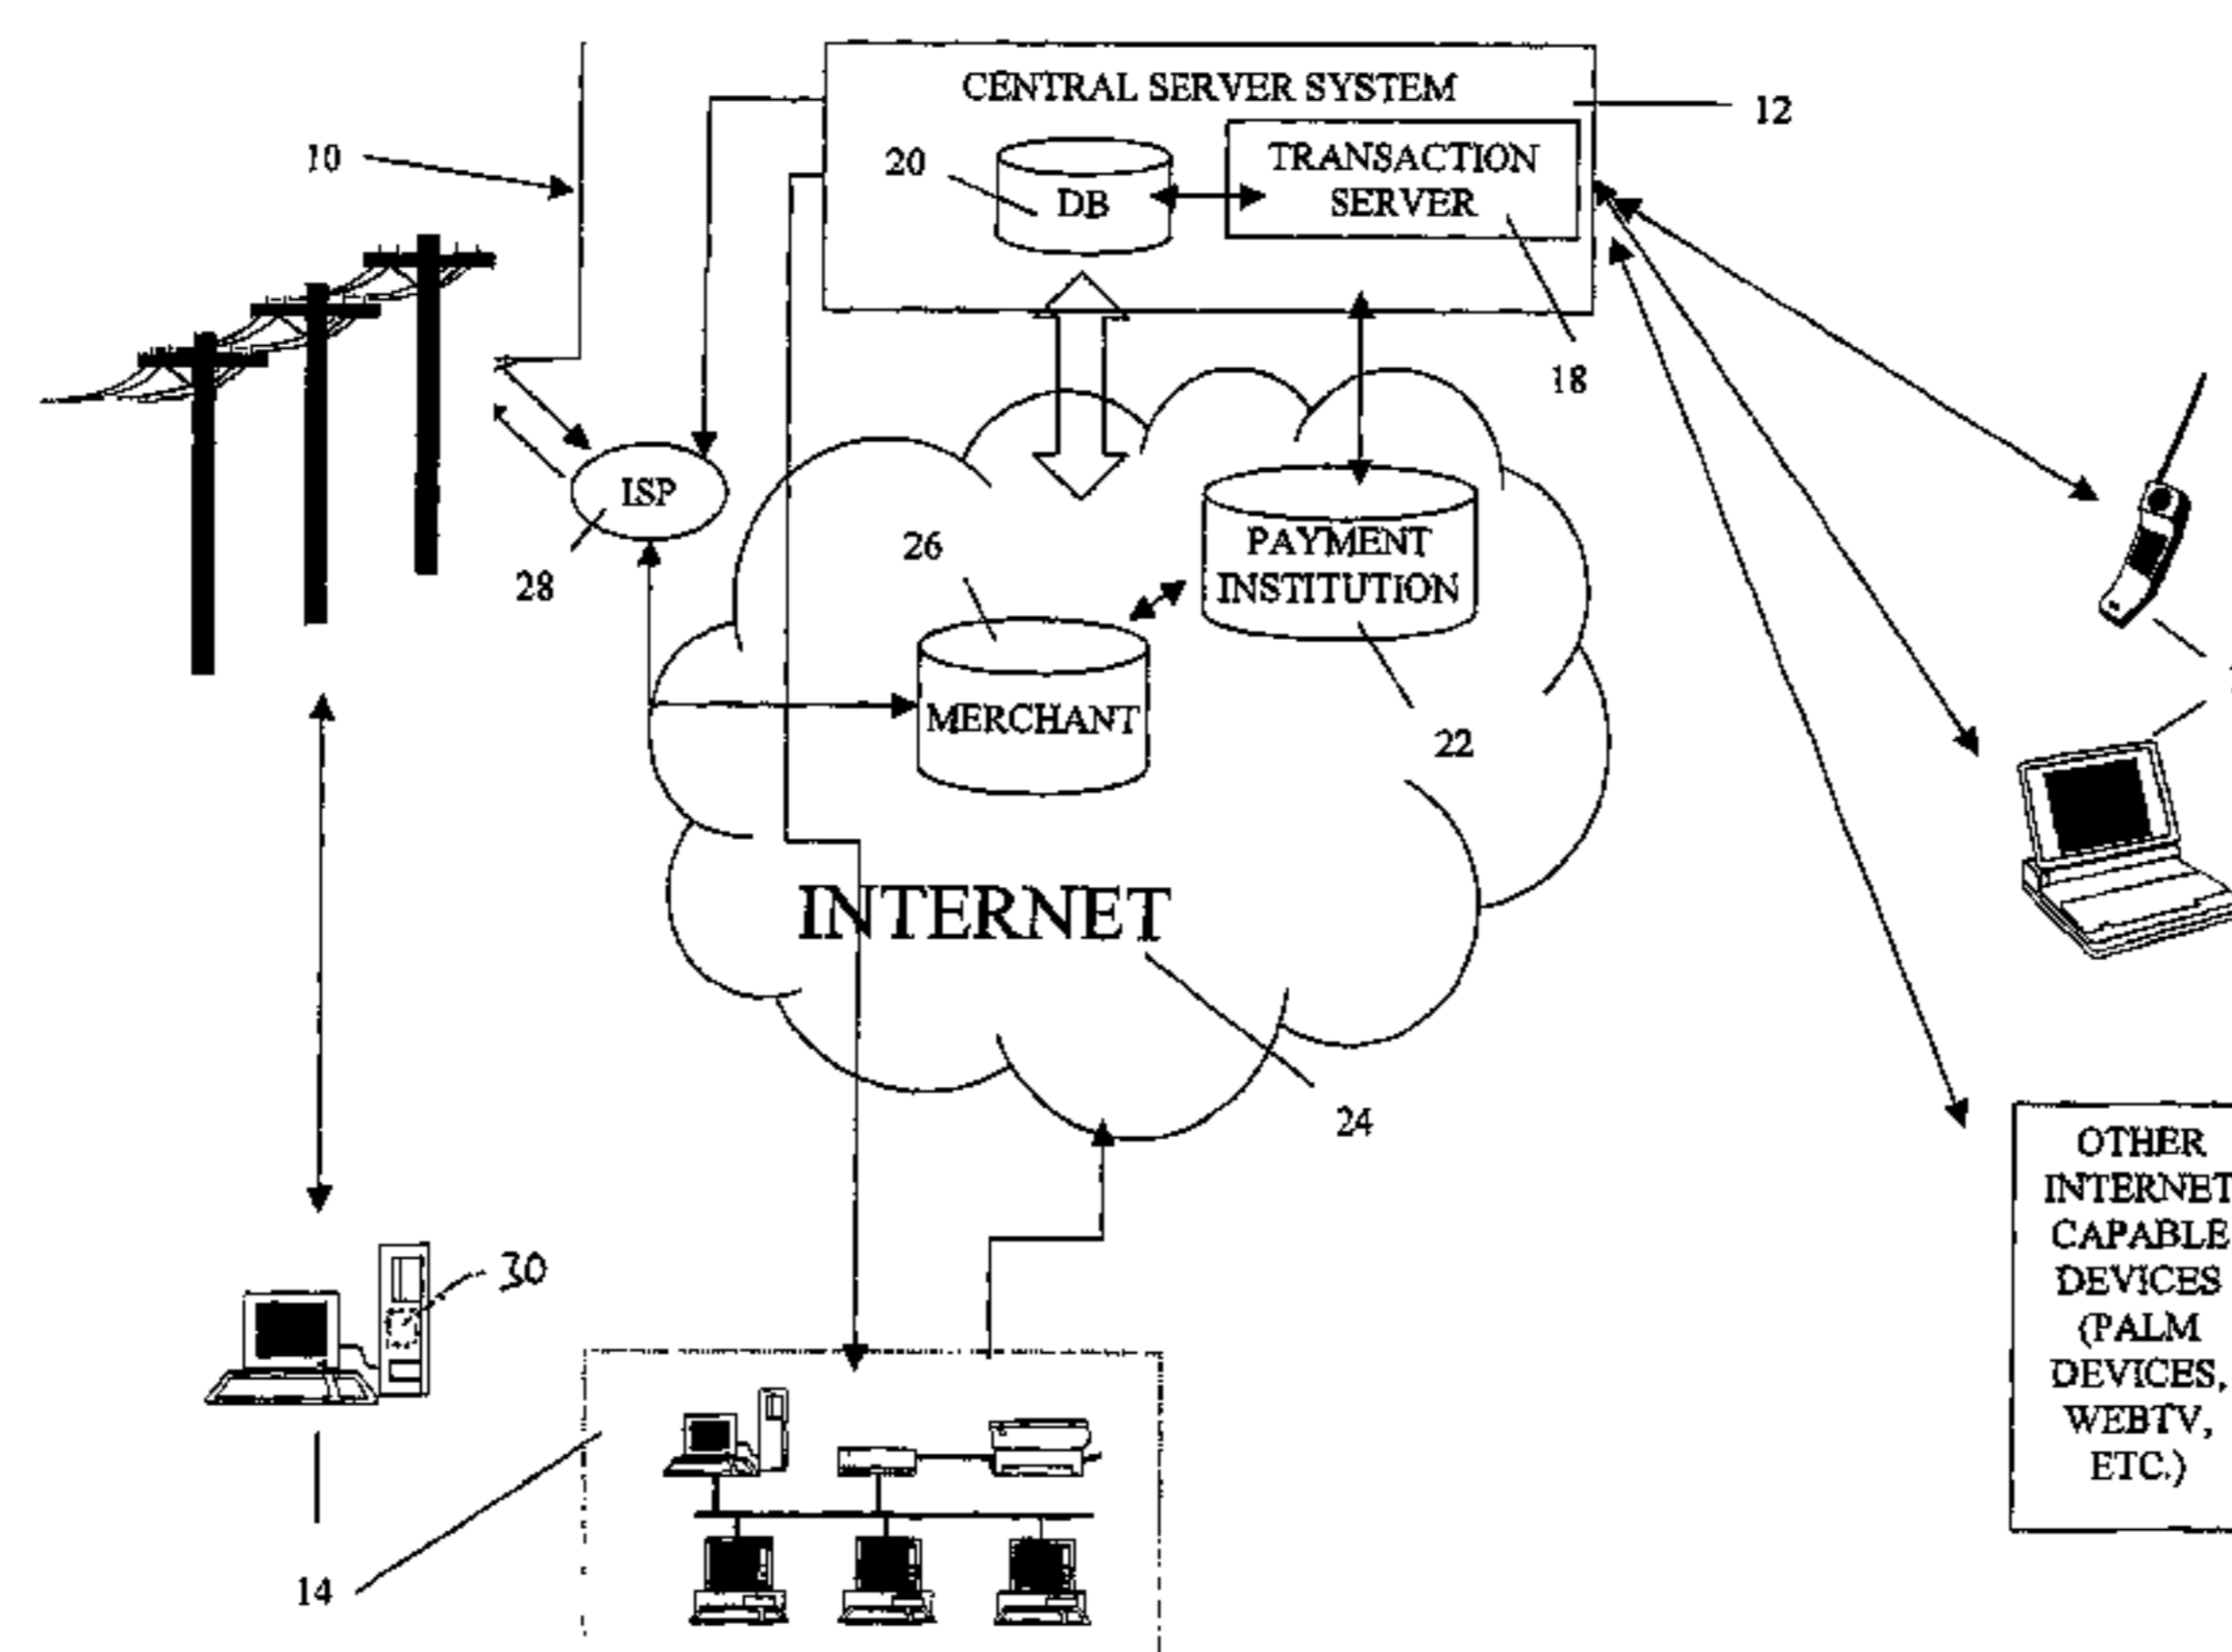 CENTRAL SERVER SYSTEM
12
10
20
DB
TRANSACTION
SERVER
18
ISP
28
26
PAYMENT
INSTITUTION
MERCHANT
22
INTERNET
24
OTHER
INTERNET
CAPABLE
DEVICES
(PALM
DEVICES,
WEBTV,
ETC.)
30
14